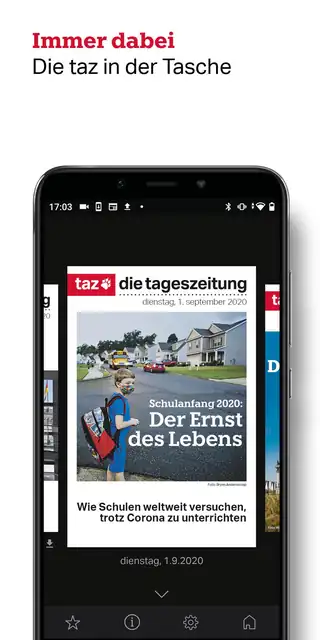 Immer dabei
Die taz in der Tasche
17:03
taz die tageszeitung
dienstag, 1. september 2020
Schulanfang 2020:
Der Ernst
des Lebens
Wie Schulen weltweit versuchen,
trotz Corona zu unterrichten
dienstag, 1.9.2020